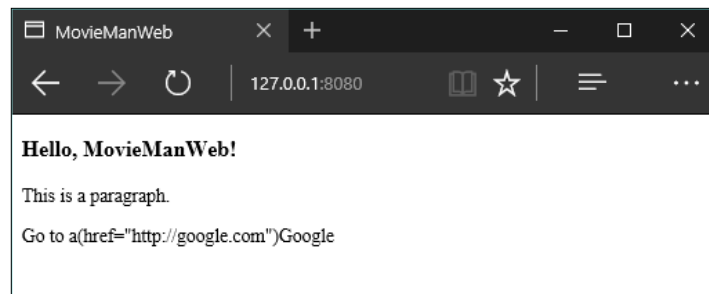 MovieManWeb
127.0.0.1:8080
Hello, MovieManWeb!
This is a paragraph.
Go to a(href="http://google.com")Google